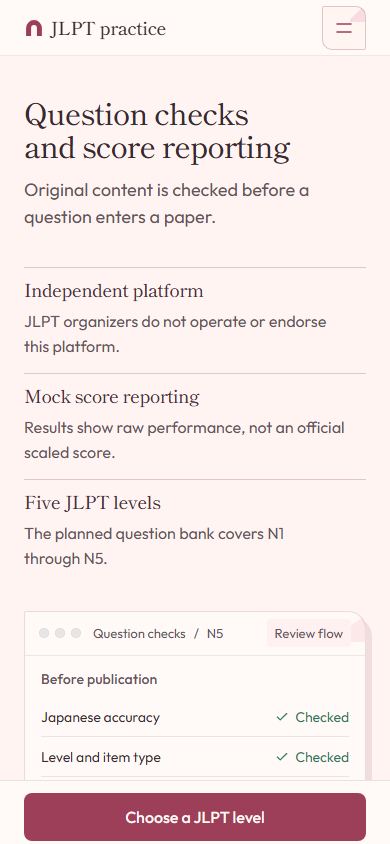 JLPT practice
Question checks
and score reporting
Original content is checked before a
question enters a paper.
Independent platform
JLPT organizers do not operate or endorse
this platform.
Mock score reporting
Results show raw performance, not an official
scaled score.
Five JLPT levels
The planned question bank covers N1
through N5.
Question checks / N5
Review flow
Before publication
Japanese accuracy
Checked
Level and item type
Checked
Choose a JLPT level